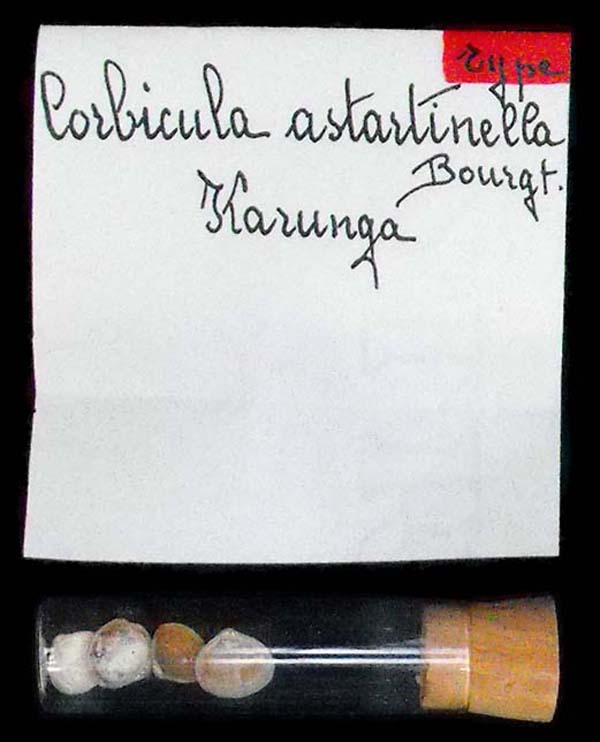 Type
Corbicula astartinella
Bourgt.
Karunga